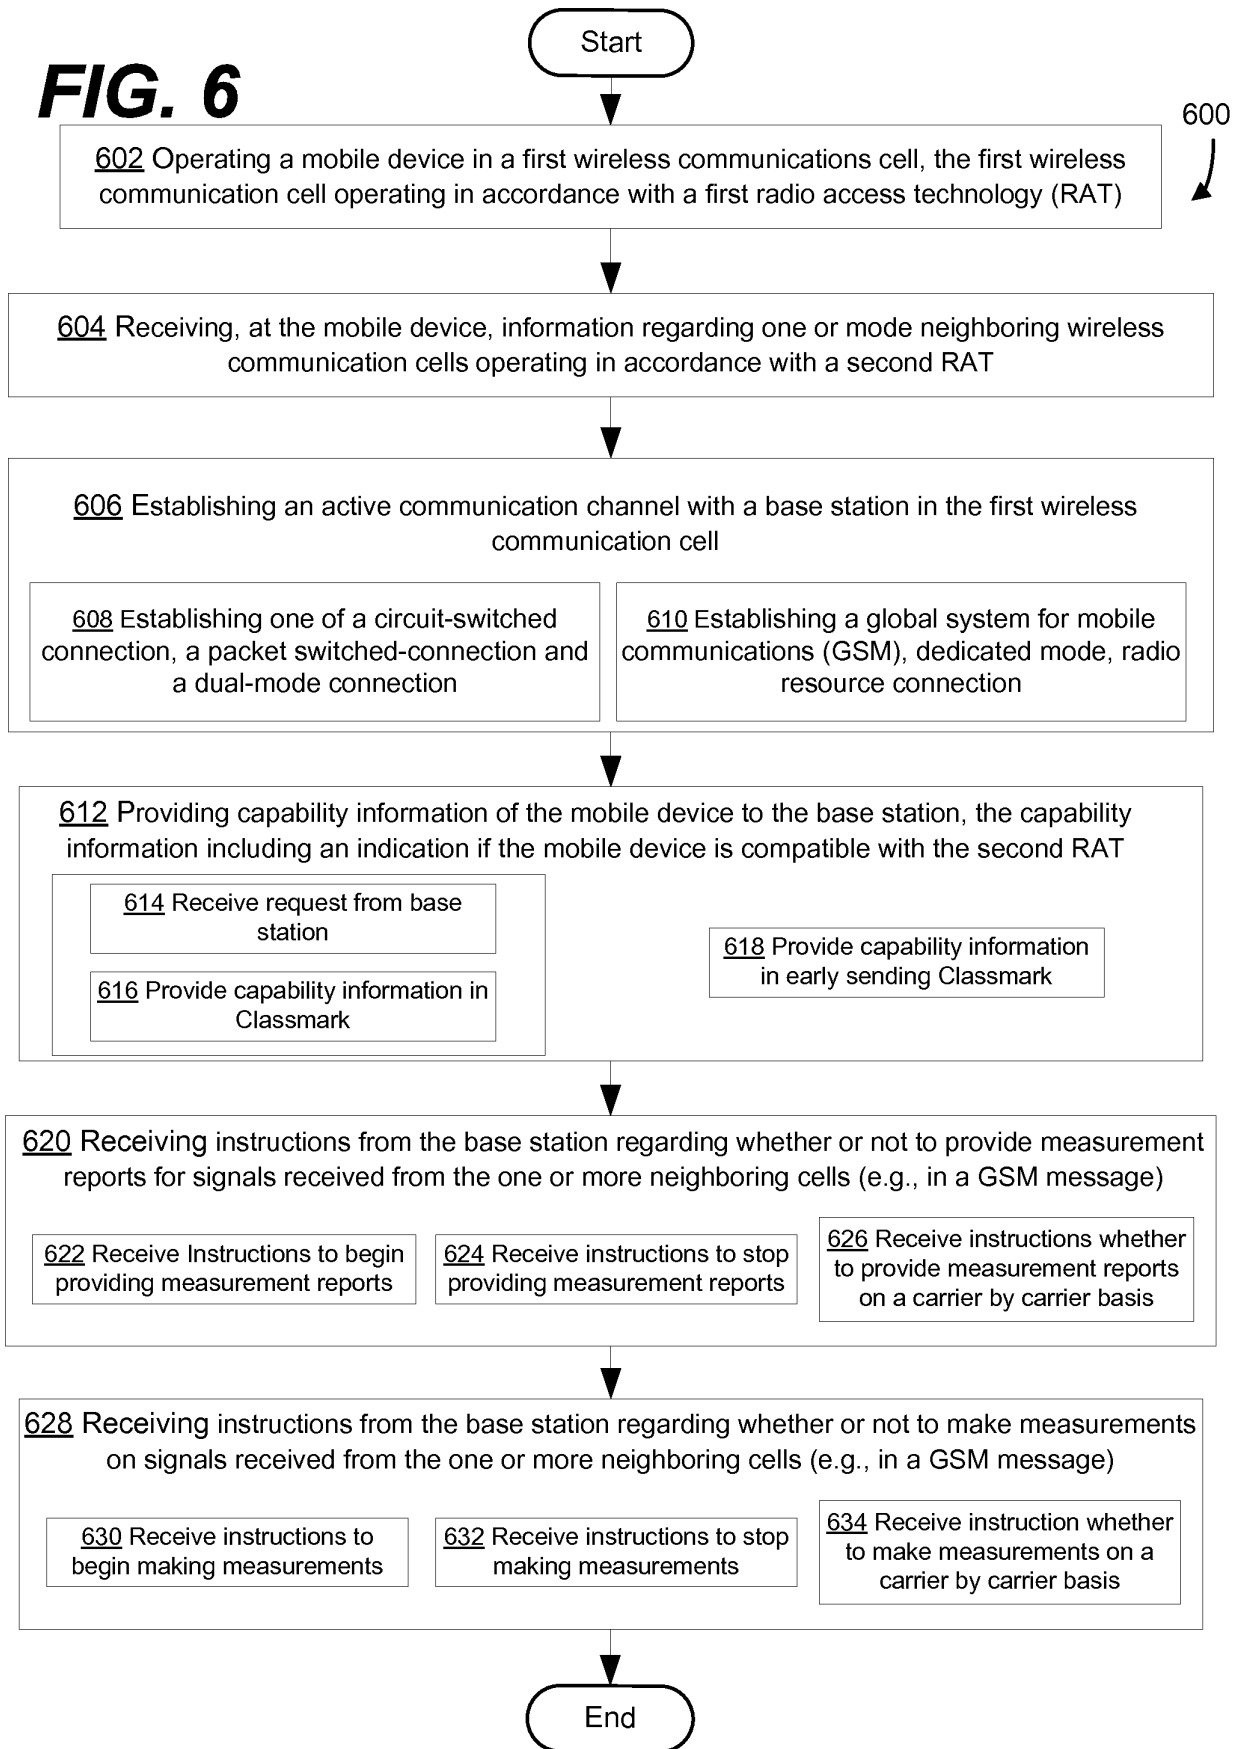 Start
FIG. 6
600
602 Operating a mobile device in a first wireless communications cell, the first wireless
communication cell operating in accordance with a first radio access technology (RAT)
604 Receiving, at the mobile device, information regarding one or mode neighboring wireless
communication cells operating in accordance with a second RAT
606 Establishing an active communication channel with a base station in the first wireless
communication cell
608 Establishing one of a circuit-switched
connection, a packet switched-connection and
a dual-mode connection
610 Establishing a global system for mobile
communications (GSM), dedicated mode, radio
resource connection
612 Providing capability information of the mobile device to the base station, the capability
information including an indication if the mobile device is compatible with the second RAT
614 Receive request from base
station
616 Provide capability information in
Classmark
618 Provide capability information
in early sending Classmark
620 Receiving instructions from the base station regarding whether or not to provide measurement
reports for signals received from the one or more neighboring cells (e.g., in a GSM message)
622 Receive Instructions to begin
providing measurement reports
624 Receive instructions to stop
providing measurement reports
626 Receive instructions whether
to provide measurement reports
on a carrier by carrier basis
628 Receiving instructions from the base station regarding whether or not to make measurements
on signals received from the one or more neighboring cells (e.g., in a GSM message)
630 Receive instructions to
begin making measurements
632 Receive instructions to stop
making measurements
634 Receive instruction whether
to make measurements on a
carrier by carrier basis
End